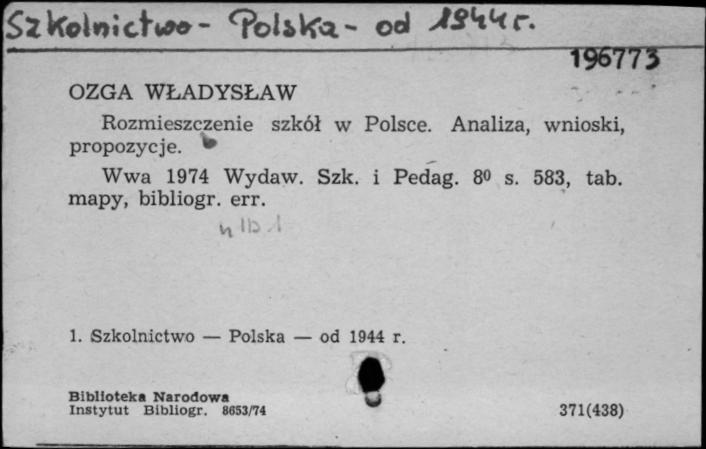 Szkolnictwo - Polska - od 1944 r.
196773
OZGA WŁADYSŁAW
Rozmieszczenie szkół w Polsce. Analiza, wnioski,
propozycje.
Wwa 1974 Wydaw. Szk. i Pedag. 8⁰ s. 583, tab.
mapy, bibliogr. err.
1. Szkolnictwo — Polska — od 1944 r.
Biblioteka Narodowa
Instytut Bibliogr. 8653/74
371(438)